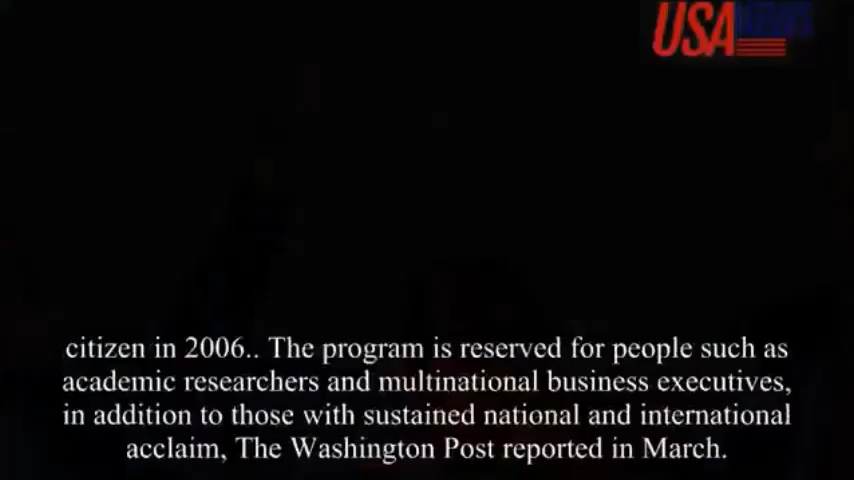 USA NEWS
citizen in 2006.. The program is reserved for people such as
academic researchers and multinational business executives,
in addition to those with sustained national and international
acclaim, The Washington Post reported in March.